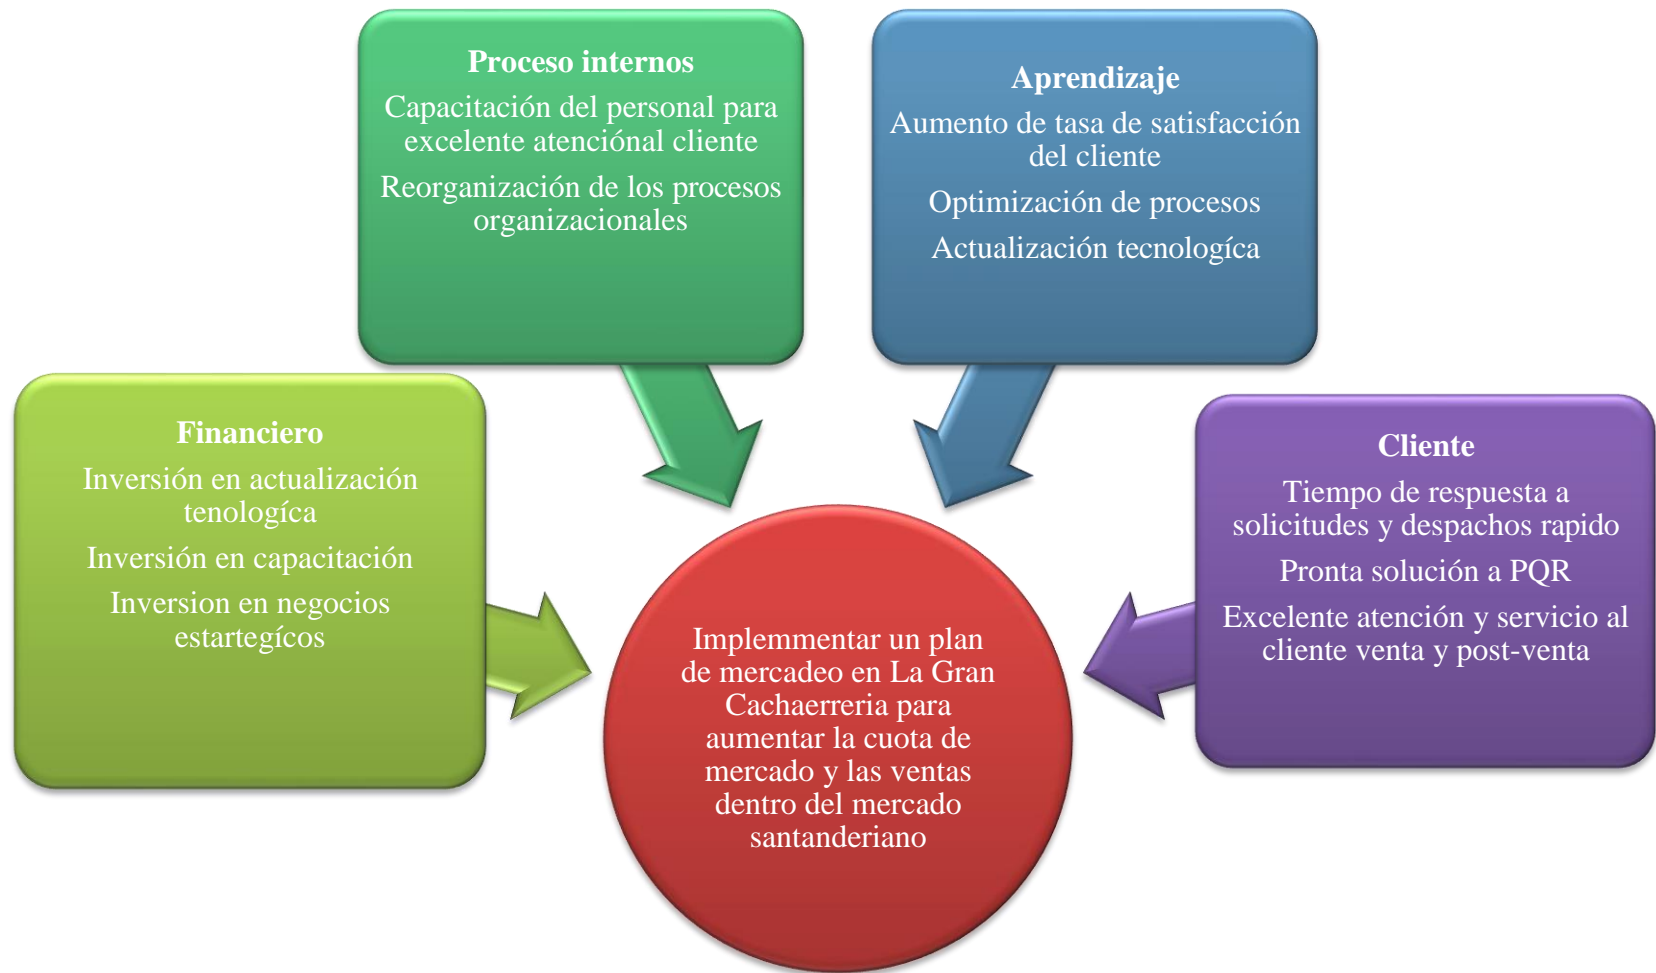 Proceso internos
Capacitación del personal para
excelente atenciónal cliente
Reorganización de los procesos
organizacionales
Aprendizaje
Aumento de tasa de satisfacción
del cliente
Optimización de procesos
Actualización tecnologíca
Financiero
Inversión en actualización
tenologíca
Inversión en capacitación
Inversion en negocios
estartegícos
Cliente
Tiempo de respuesta a
solicitudes y despachos rapido
Pronta solución a PQR
Excelente atención y servicio al
cliente venta y post-venta
Implemmentar un plan
de mercadeo en La Gran
Cachaerreria para
aumentar la cuota de
mercado y las ventas
dentro del mercado
santanderiano